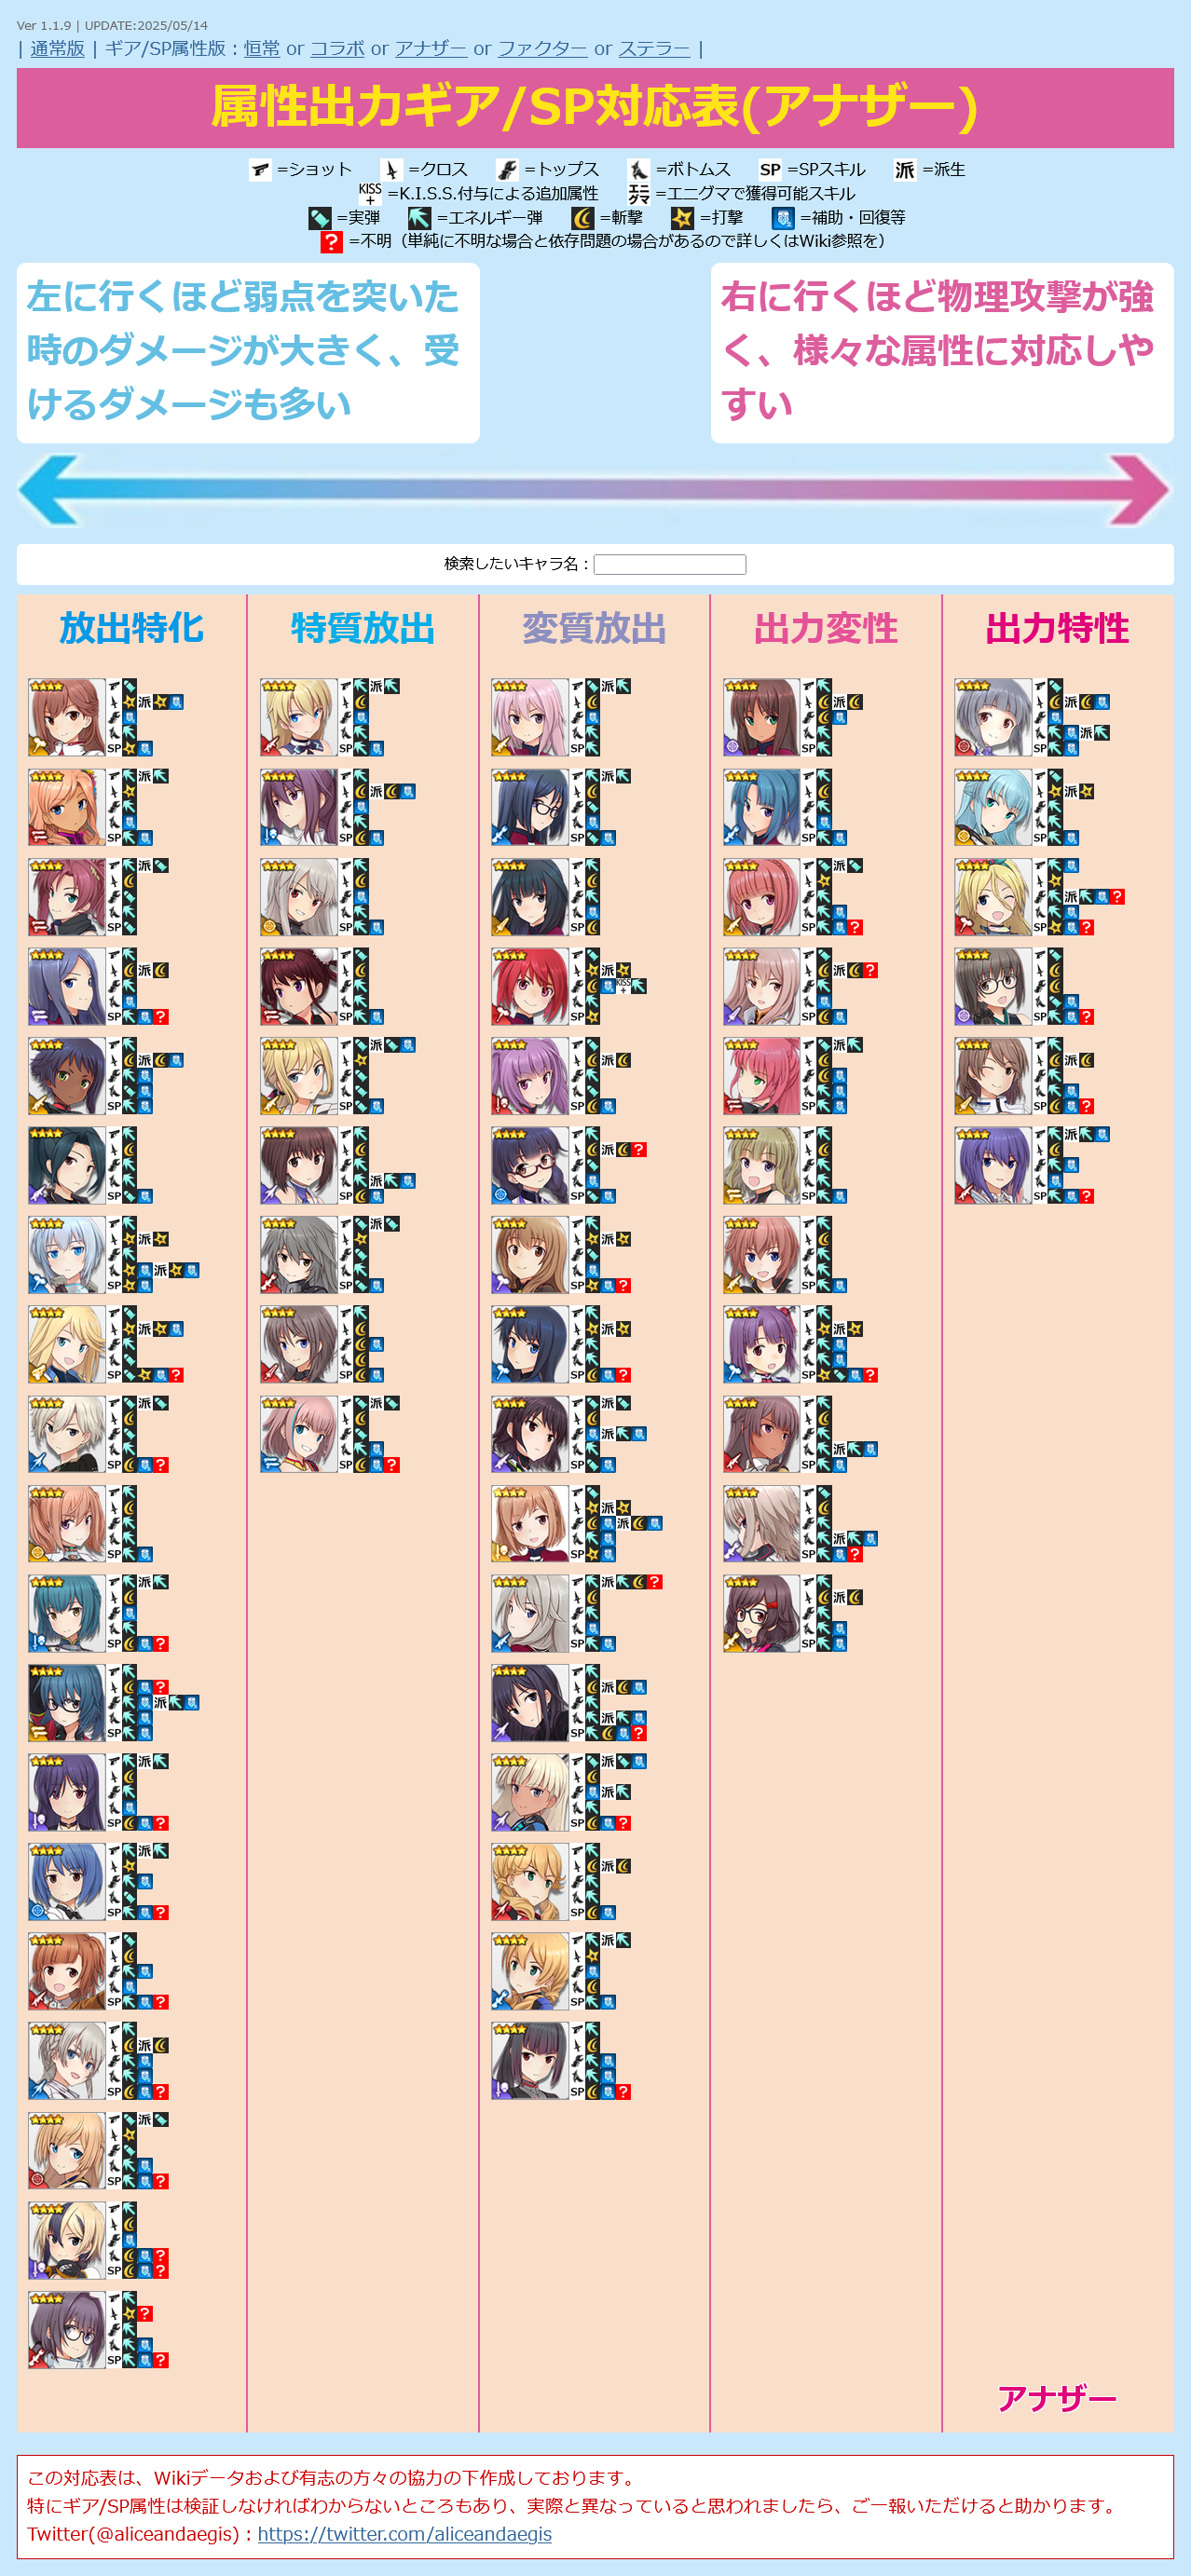 Ver 1.1.9 | UPDATE:2025/05/14
| 通常版 | ギア/SP属性版：恒常 or コラボ or アナザー or ファクター or ステラー |
属性出力ギア/SP対応表(アナザー)
=ショット =クロス =トップス =ボトムス SP =SPスキル 派 =派生
KISS+ =K.I.S.S.付与による追加属性 エニグマ =エニグマで獲得可能スキル
=実弾 =エネルギー弾 =斬撃 =打撃 =補助・回復等
? =不明（単純に不明な場合と依存問題の場合があるので詳しくはWiki参照を）
左に行くほど弱点を突いた
時のダメージが大きく、受
けるダメージも多い
右に行くほど物理攻撃が強
く、様々な属性に対応しや
すい
検索したいキャラ名：
放出特化 特質放出 変質放出 出力変性 出力特性
アナザー
この対応表は、Wikiデータおよび有志の方々の協力の下作成しております。
特にギア/SP属性は検証しなければわからないところもあり、実際と異なっていると思われましたら、ご一報いただけると助かります。
Twitter(@aliceandaegis)：https://twitter.com/aliceandaegis